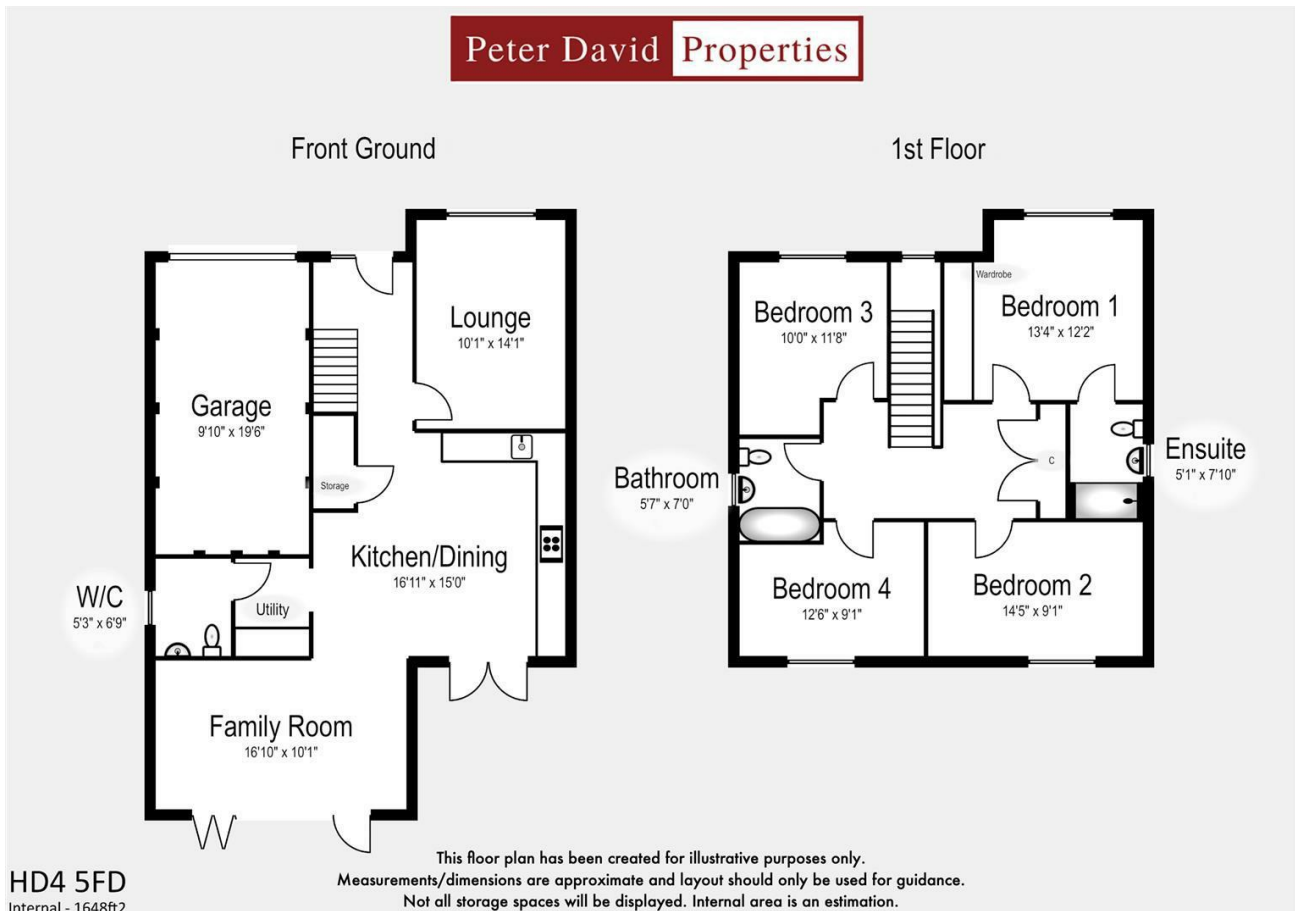 Peter David Properties
Front Ground
1st Floor
Lounge
10'1" x 14'1"
Garage
9'10" x 19'6"
Storage
Kitchen/Dining
16'11" x 15'0"
W/C
5'3" x 6'9"
Utility
Family Room
16'10" x 10'1"
Wardrobe
Bedroom 1
13'4" x 12'2"
Bedroom 3
10'0" x 11'8"
C
Bathroom
5'7" x 7'0"
Ensuite
5'1" x 7'10"
Bedroom 4
12'6" x 9'1"
Bedroom 2
14'5" x 9'1"
This floor plan has been created for illustrative purposes only.
Measurements/dimensions are approximate and layout should only be used for guidance.
Not all storage spaces will be displayed. Internal area is an estimation.
HD4 5FD
Internal - 1648ft2